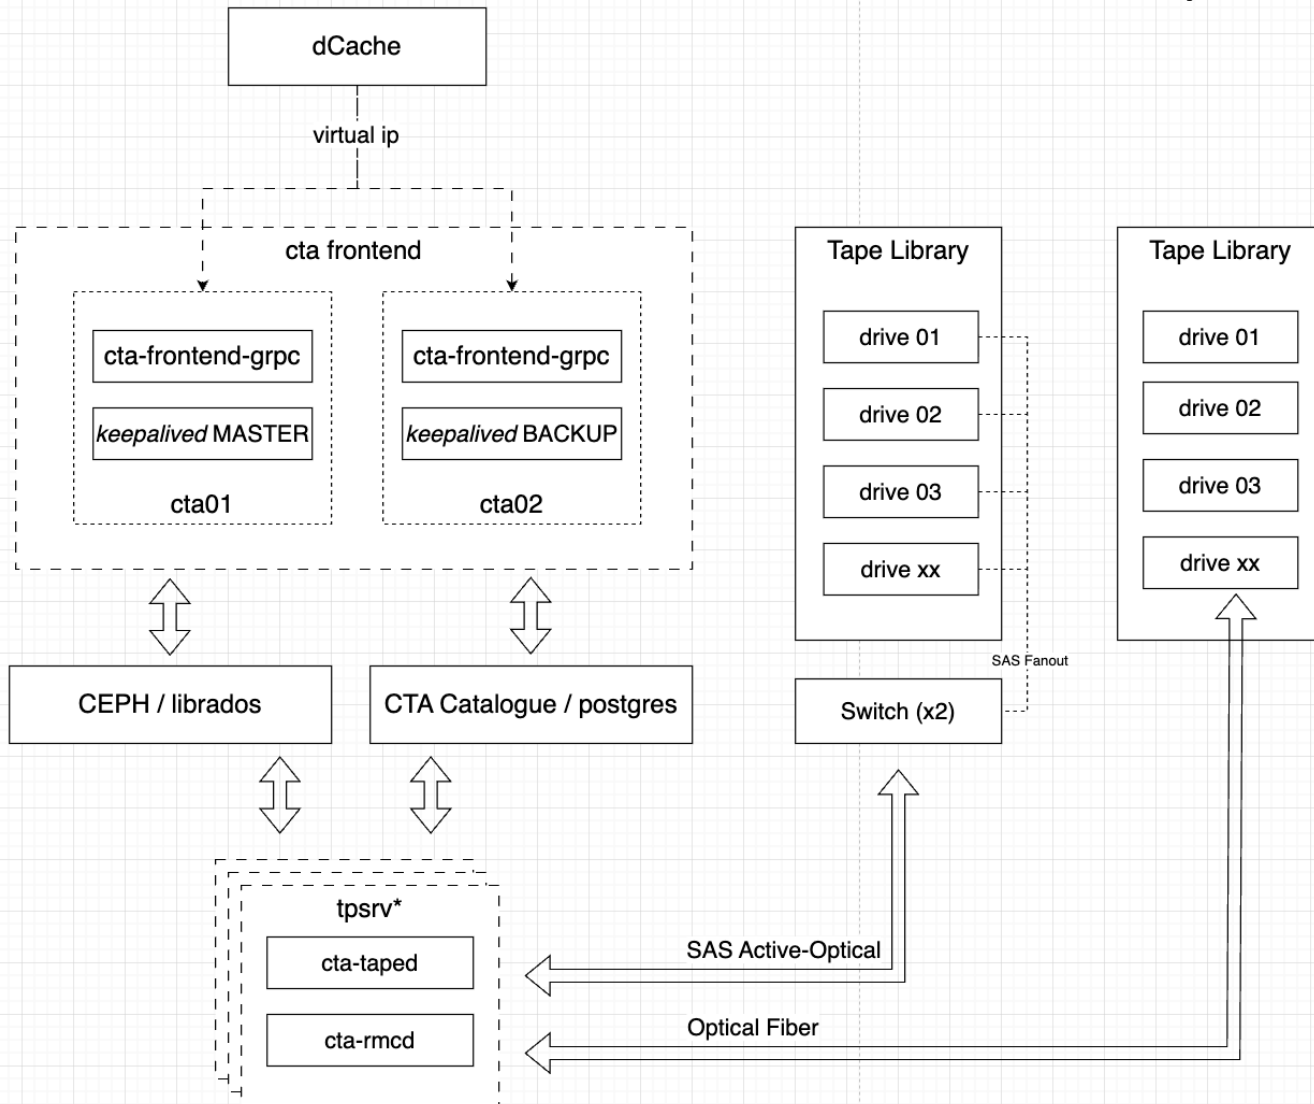 dCache
virtual ip
cta frontend
cta-frontend-grpc
keepalived MASTER
cta01
cta-frontend-grpc
keepalived BACKUP
cta02
CEPH / librados
CTA Catalogue / postgres
tpsrv*
cta-taped
cta-rmcd
Tape Library
drive 01
drive 02
drive 03
drive xx
SAS Fanout
Switch (x2)
Tape Library
drive 01
drive 02
drive 03
drive xx
SAS Active-Optical
Optical Fiber